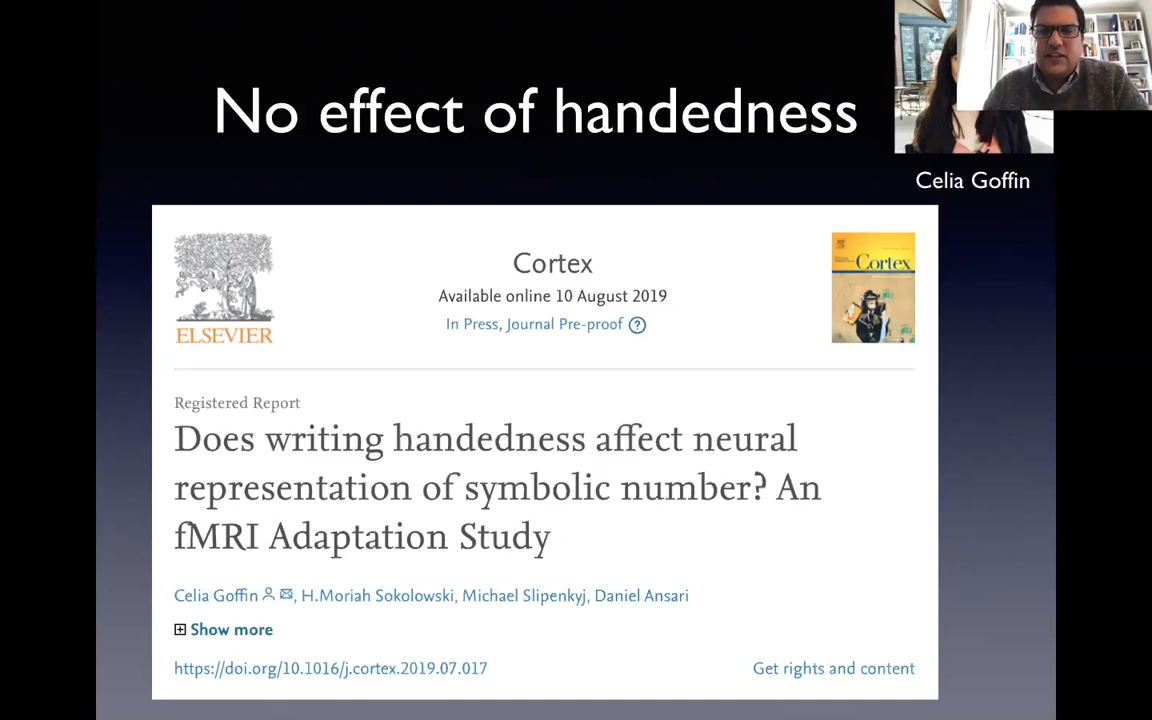 No effect of handedness
Celia Goffin
ELSEVIER
Cortex
Available online 10 August 2019
In Press, Journal Pre-proof ?
Cortex
Registered Report
Does writing handedness affect neural
representation of symbolic number? An
fMRI Adaptation Study
Celia Goffin, H.Moriah Sokolowski, Michael Slipenkyj, Daniel Ansari
Show more
https://doi.org/10.1016/j.cortex.2019.07.017
Get rights and content